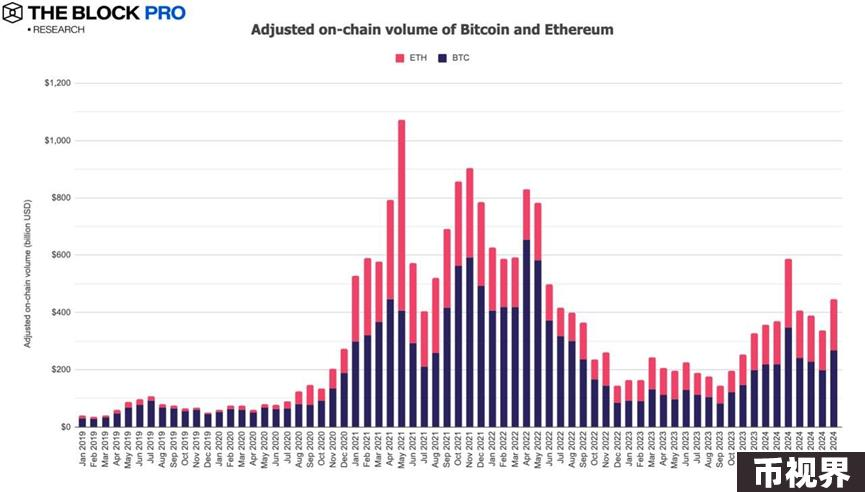 THE BLOCK PRO
RESEARCH
Adjusted on-chain volume of Bitcoin and Ethereum
ETH BTC
Adjusted on-chain volume (billion USD)
$1,200
$1,000
$800
$600
$400
$200
$0
Jan 2019
Feb 2019
Mar 2019
Apr 2019
May 2019
Jun 2019
Jul 2019
Aug 2019
Sep 2019
Oct 2019
Nov 2019
Dec 2019
Jan 2020
Feb 2020
Mar 2020
Apr 2020
May 2020
Jun 2020
Jul 2020
Aug 2020
Sep 2020
Oct 2020
Nov 2020
Dec 2020
Jan 2021
Feb 2021
Mar 2021
Apr 2021
May 2021
Jun 2021
Jul 2021
Aug 2021
Sep 2021
Oct 2021
Nov 2021
Dec 2021
Jan 2022
Feb 2022
Mar 2022
Apr 2022
May 2022
Jun 2022
Jul 2022
Aug 2022
Sep 2022
Oct 2022
Nov 2022
Dec 2022
Jan 2023
Feb 2023
Mar 2023
Apr 2023
May 2023
Jun 2023
Jul 2023
Aug 2023
Sep 2023
Oct 2023
2023
2023
2024
2024
2024
2024
2024
2024
2024
币视界